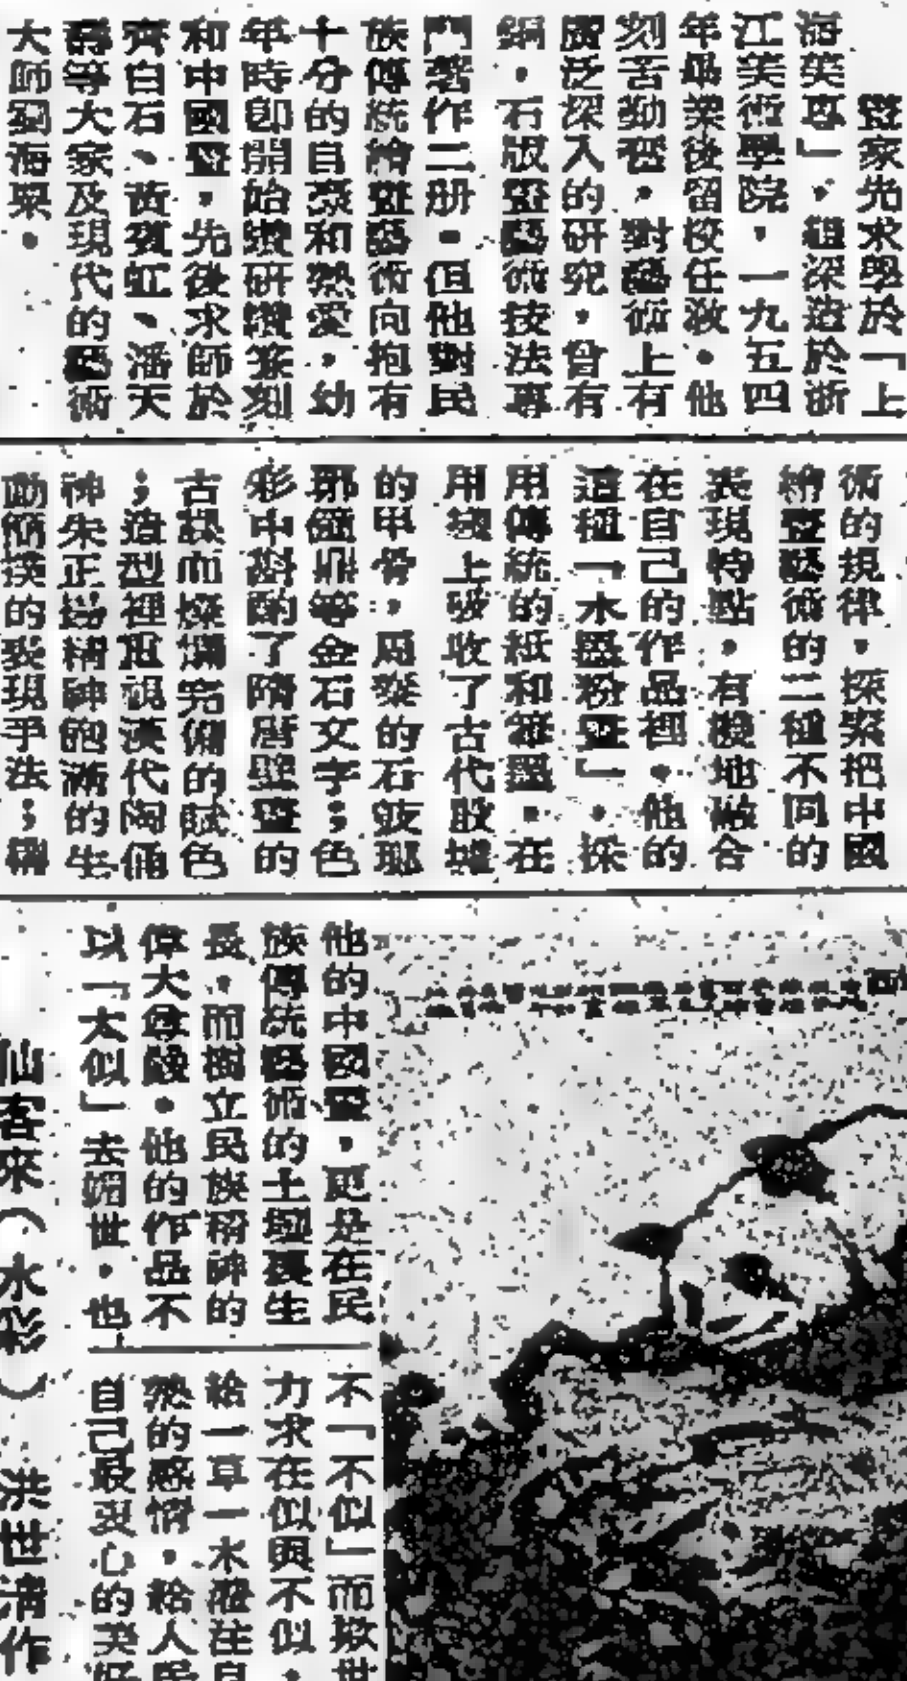 畫家先求學於「上
海美專」，繼深造於浙
江美術學院，一九五四
年畢業後留校任教。他
刻苦勤奮，對藝術上有
廣泛深入的研究，曾有
銅，石版畫藝術技法專
門著作二册。但他對民
族傳統繪畫藝術向抱有
十分的自豪和熱愛，幼
年時即開始鑽研篆刻
和中國畫，先後求師於
齊白石、黃賓虹、潘天
壽等大家及現代的藝術
大師劉海粟。
術的規律，探索把中國
繪畫藝術的二種不同的
表現特點，有機地融合
在自己的作品裡。他的
這種「水墨粉畫」，採
用傳統的紙和筆墨，在
用線上吸收了古代殷墟
的甲骨，周秦的石鼓
鼎等金石文字；色
彩中斟酌了隋唐壁畫的
古樸而燦爛完備的賦色
；造型裡重視漢代陶俑
神采 精神飽滿的生
動簡樸的表現手法；
他的中國畫，更是在民
族傳統藝術的土壤裡生
長，而樹立民族精神的
偉大尊嚴。他的作品不
以「太似」去媚世，也
不「不似」而欺世
力求在似與不似，
給一草一木灌注自
熱的感情，給人民
自己最衷心的美好
仙客來（水彩） 洪世清作